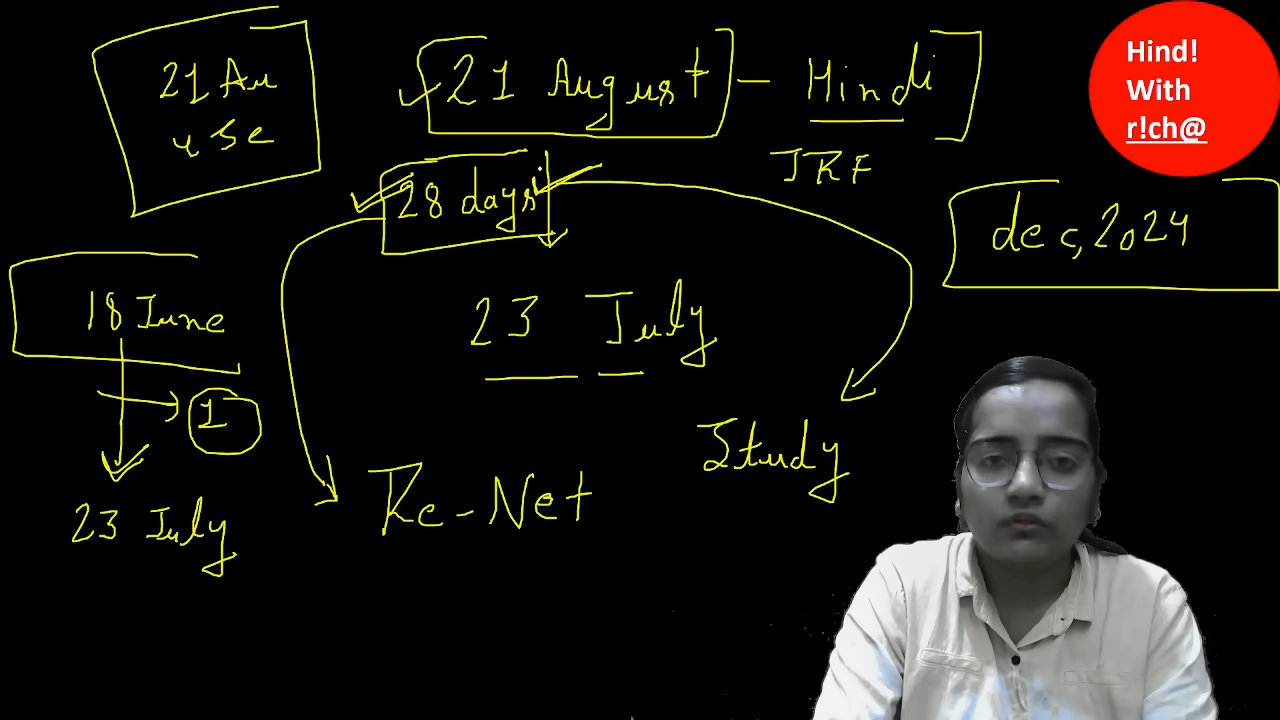 21 Au
21 August - Hindi
JRF
28 days
dec, 2024
18 June
1
23 July
23 July
Study
Re-Net
Hind!
With
r!ch@